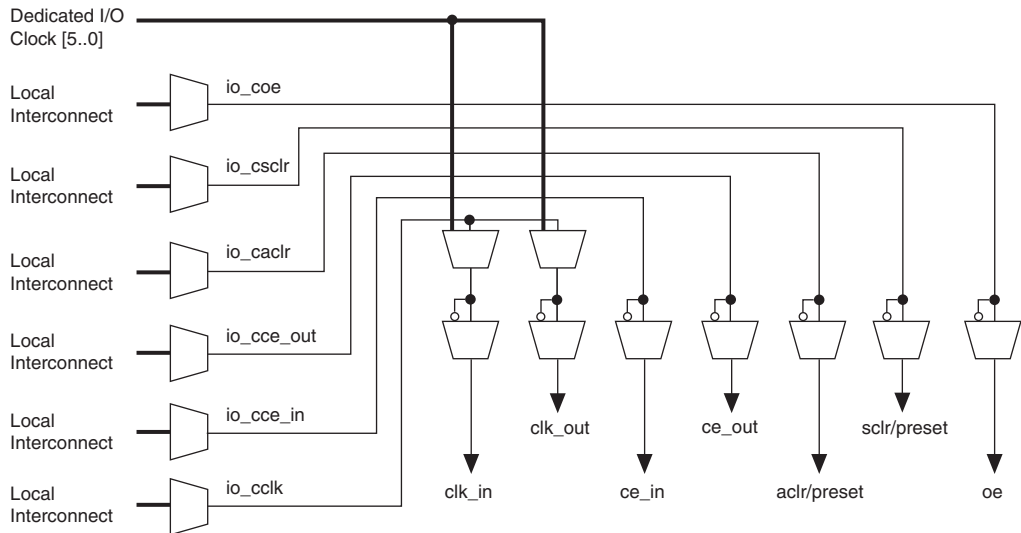 Dedicated I/O
Clock [5..0]
Local
Interconnect
io_coe
Local
Interconnect
io_csclr
Local
Interconnect
io_caclr
Local
Interconnect
io_cce_out
Local
Interconnect
io_cce_in
Local
Interconnect
io_cclk
clk_out
ce_out
sclr/preset
clk_in
ce_in
aclr/preset
oe